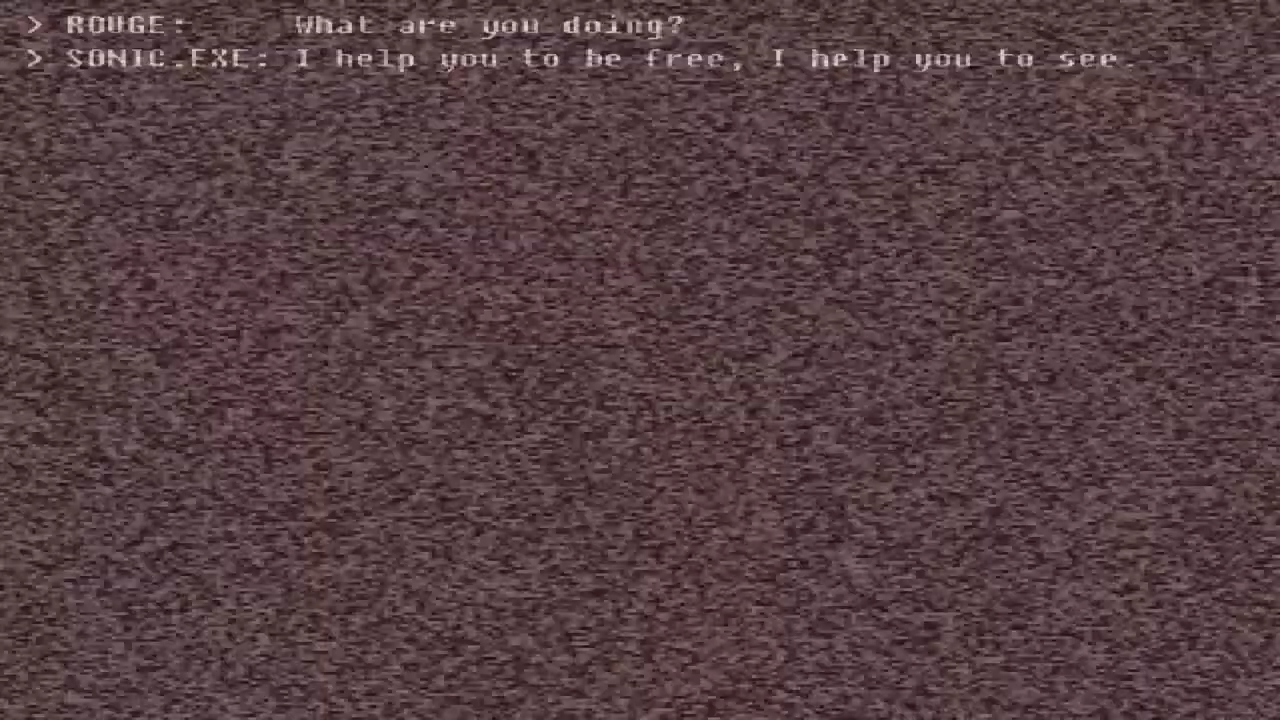 > ROUGE: What are you doing?
> SONIC.EXE: I help you to be free, I help you to see.